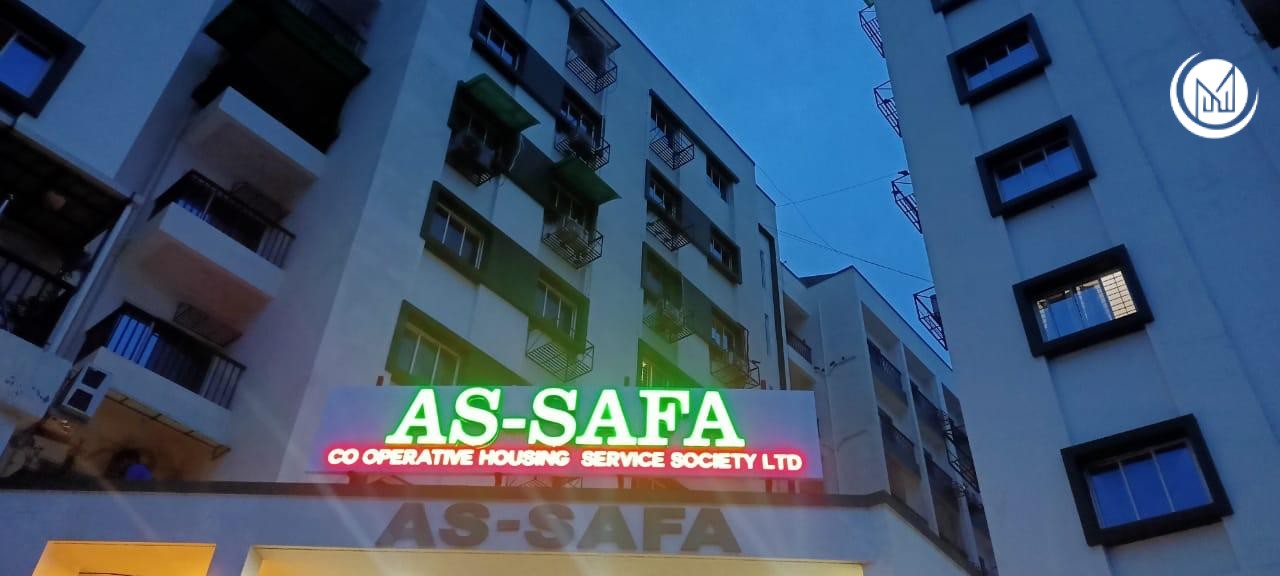 AS-SAFA
CO OPERATIVE HOUSING SERVICE SOCIETY LTD
AS-SAFA